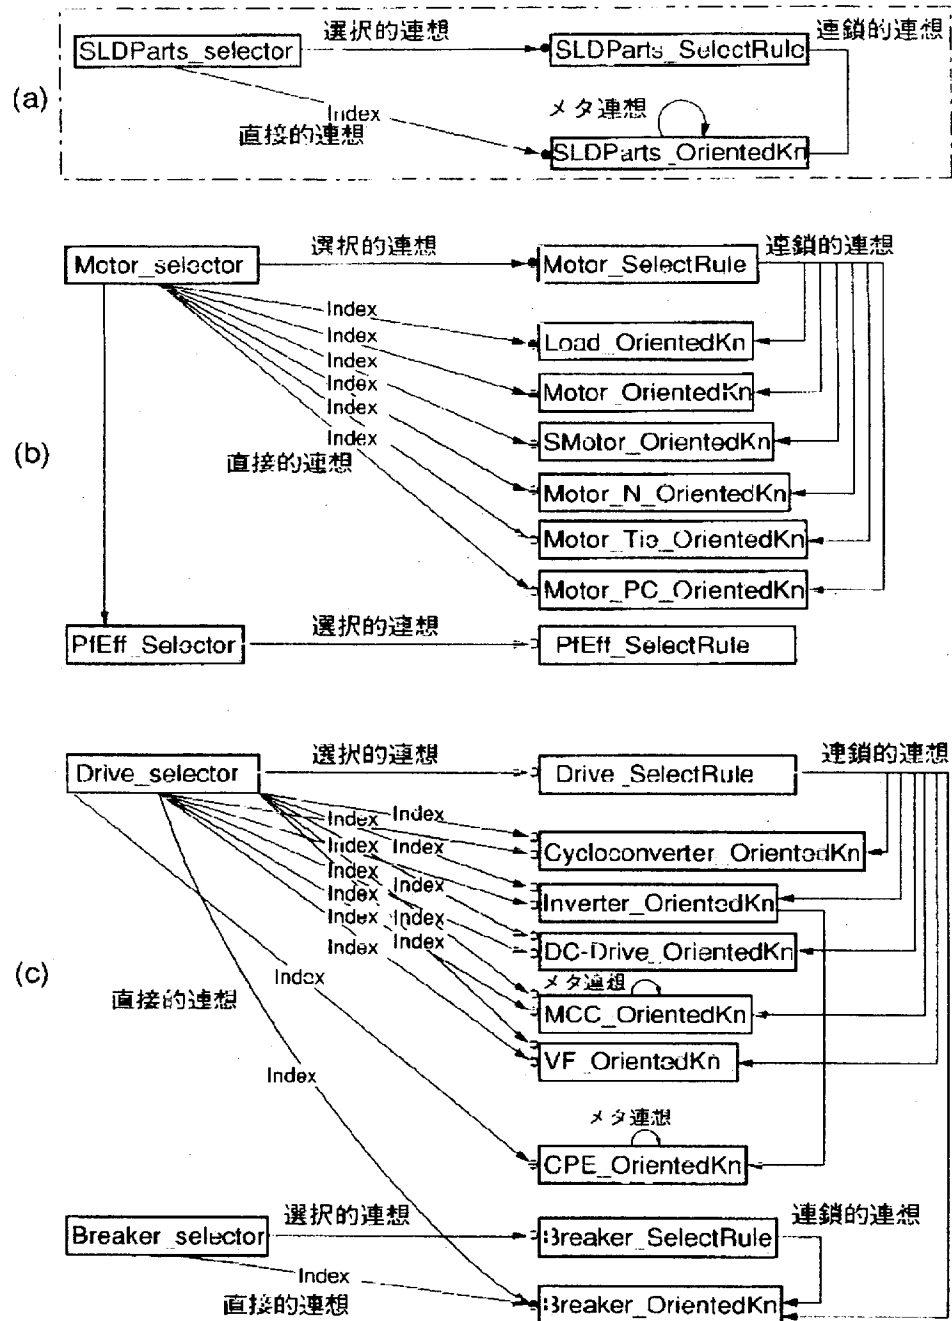 (a)
選択的連想
連鎖的連想
SLDParts_selector
SLDParts_SelectRule
Index
直接的連想
メタ連想
SLDParts_OrientedKn
(b)
選択的連想
連鎖的連想
Motor_selector
Motor_SelectRule
Index
Index
Index
Index
Index
Index
直接的連想
Load_OrientedKn
Motor_OrientedKn
SMotor_OrientedKn
Motor_N_OrientedKn
Motor_Tie_OrientedKn
Motor_PC_OrientedKn
選択的連想
PfEff_Selector
PfEff_SelectRule
(c)
選択的連想
連鎖的連想
Drive_selector
Drive_SelectRule
Index
Index
Index
Index
Index
Index
Index
Index
Index
Index
Index
Index
直接的連想
Cycloconverter_OrientedKn
Inverter_OrientedKn
DC-Drive_OrientedKn
メタ連想
MCC_OrientedKn
VF_OrientedKn
メタ連想
CPE_OrientedKn
選択的連想
連鎖的連想
Breaker_selector
Breaker_SelectRule
Index
直接的連想
Breaker_OrientedKn